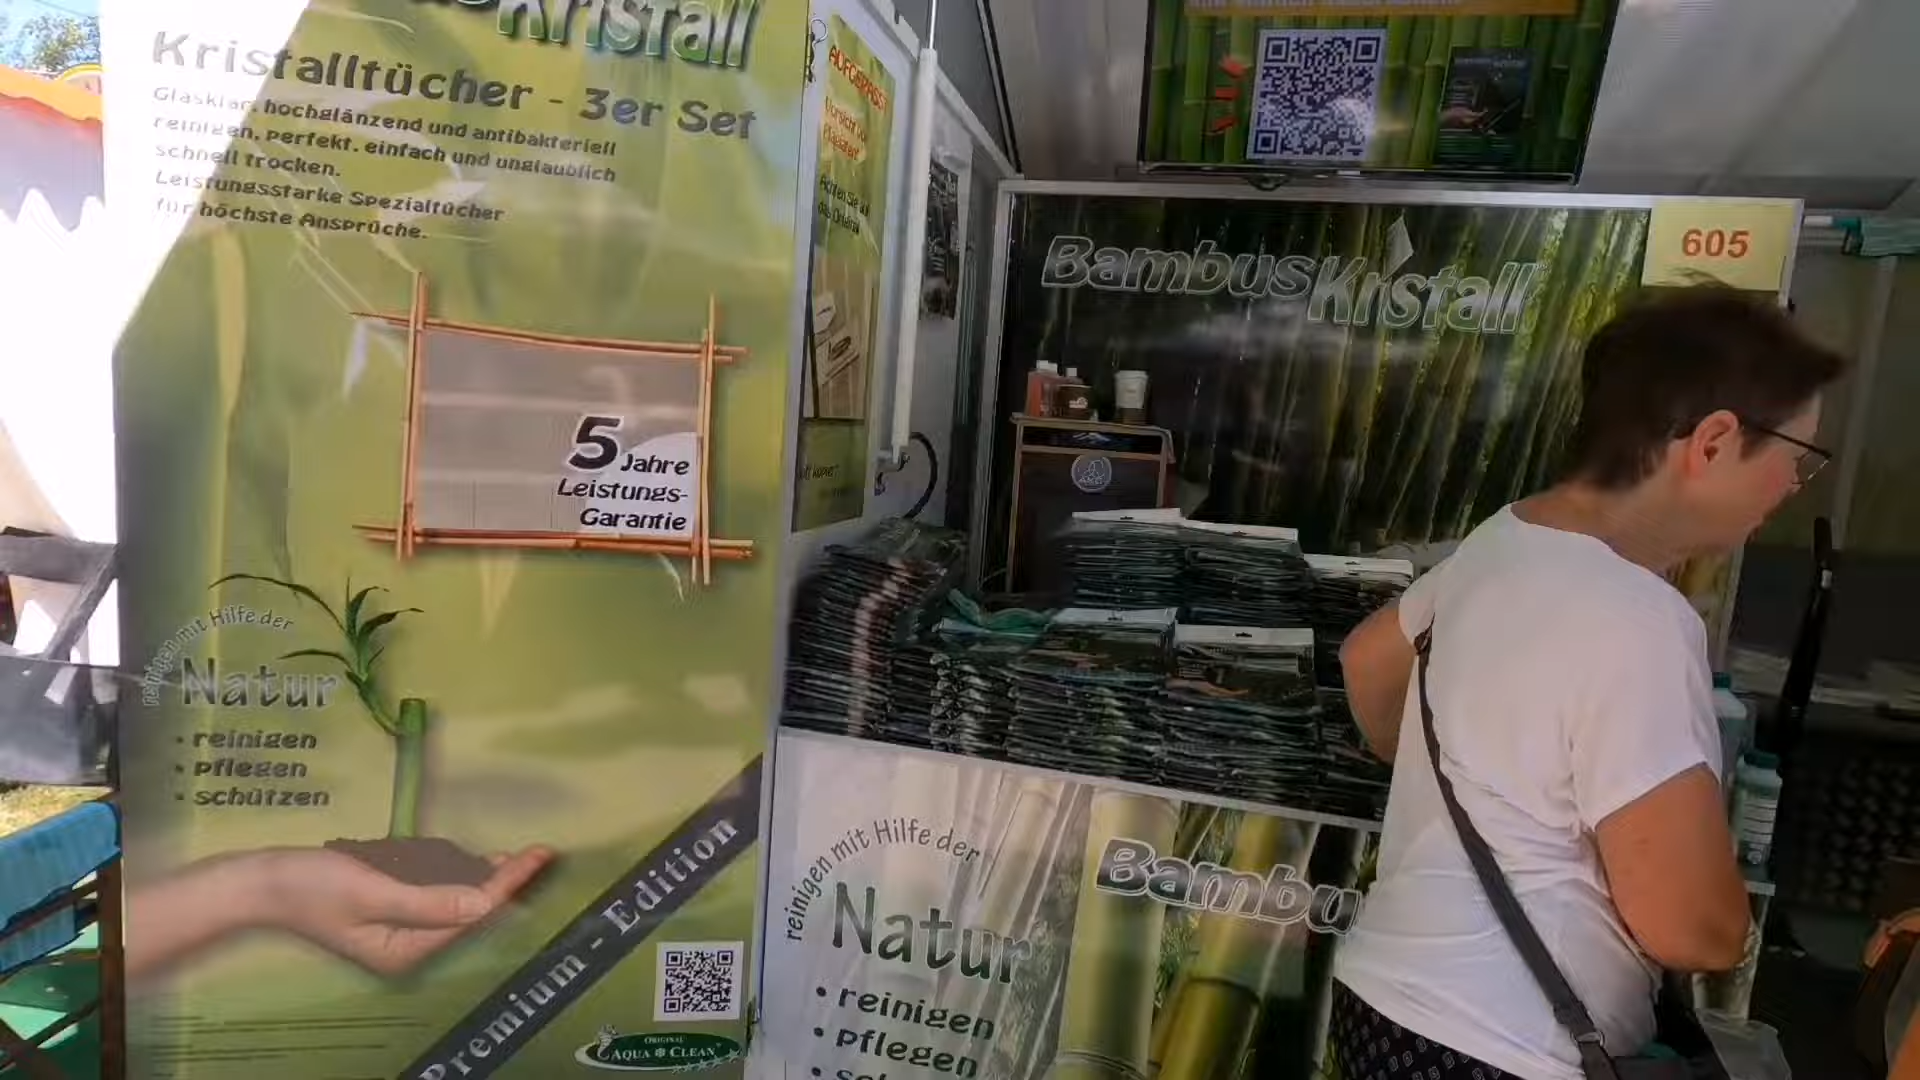 Kristall
Kristalltücher - 3er Set
Glasklar, hochglänzend und antibakteriell
reinigen, perfekt, einfach und unglaublich
schnell trocken.
Leistungsstarke Spezialtücher
für höchste Ansprüche.
5 Jahre
Leistungs-
Garantie
reinigen mit Hilfe der
Natur
• reinigen
• pflegen
• schützen
Premium - Edition
ORIGINAL
AQUA CLEAN
AUFGEPASST
BambusKristall
605
reinigen mit Hilfe der
Natur
• reinigen
• pflegen
Bambu